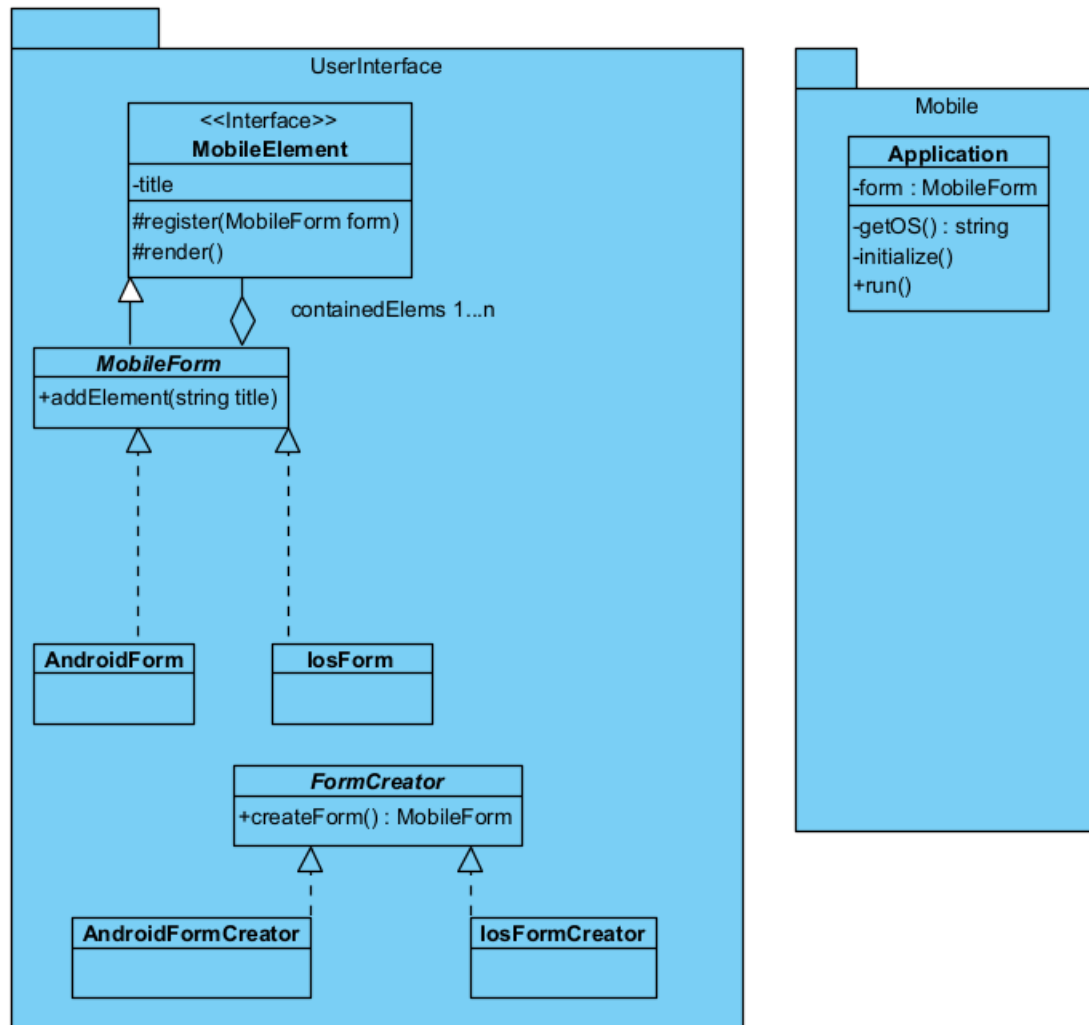 UserInterface
<<Interface>>
MobileElement
-title
#register(MobileForm form)
#render()
containedElems 1...n
MobileForm
+addElement(string title)
AndroidForm
IosForm
FormCreator
+createForm() : MobileForm
AndroidFormCreator
IosFormCreator
Mobile
Application
-form : MobileForm
-getOS() : string
-initialize()
+run()